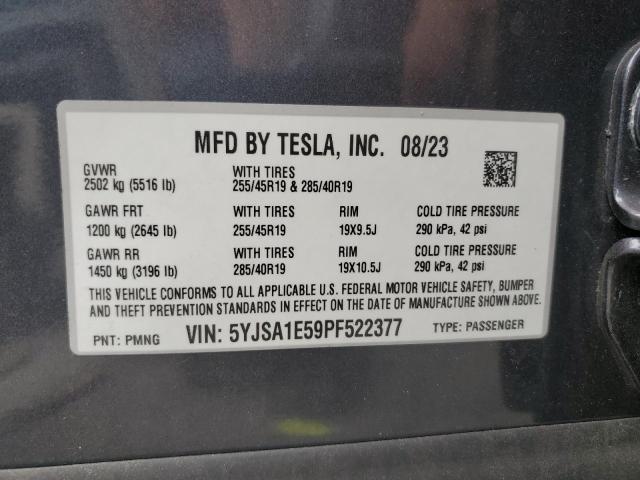 MFD BY TESLA, INC. 08/23
GVWR WITH TIRES
2502 kg (5516 lb) 255/45R19 & 285/40R19
GAWR FRT WITH TIRES RIM COLD TIRE PRESSURE
1200 kg (2645 lb) 255/45R19 19X9.5J 290 kPa, 42 psi
GAWR RR WITH TIRES RIM COLD TIRE PRESSURE
1450 kg (3196 lb) 285/40R19 19X10.5J 290 kPa, 42 psi
THIS VEHICLE CONFORMS TO ALL APPLICABLE U.S. FEDERAL MOTOR VEHICLE SAFETY, BUMPER
AND THEFT PREVENTION STANDARDS IN EFFECT ON THE DATE OF MANUFACTURE SHOWN ABOVE.
PNT: PMNG VIN: 5YJSA1E59PF522377 TYPE: PASSENGER